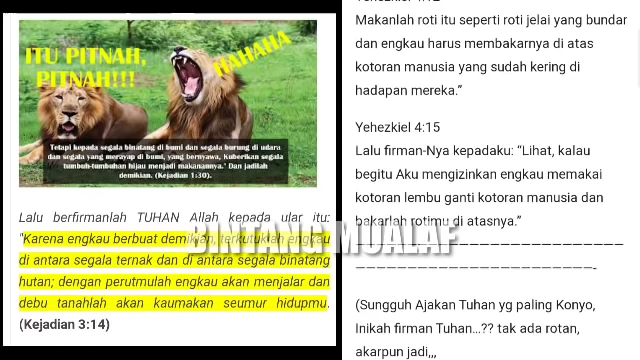 ITU PITNAH,
PITNAH!!!
HAHAHA
Tetapi kepada segala binatang di bumi dan segala burung di udara
dan segala yang merayap di bumi, yang bernyawa, Kuberikan segala
tumbuh-tumbuhan hijau menjadi makanannya." Dan jadilah
demikian. (Kejadian 1:30).
Lalu berfirmanlah TUHAN Allah kepada ular itu:
"Karena engkau berbuat demikian, terkutuklah engkau
di antara segala ternak dan di antara segala binatang
hutan; dengan perutmulah engkau akan menjalar dan
debu tanahlah akan kaumakan seumur hidupmu.
(Kejadian 3:14)
BINTANG MUALAF
Yehezkiel 4:12
Makanlah roti itu seperti roti jelai yang bundar
dan engkau harus membakarnya di atas
kotoran manusia yang sudah kering di
hadapan mereka.”
Yehezkiel 4:15
Lalu firman-Nya kepadaku: “Lihat, kalau
begitu Aku mengizinkan engkau memakai
kotoran lembu ganti kotoran manusia dan
bakarlah rotimu di atasnya.”
(Sungguh Ajakan Tuhan yg paling Konyo,
Inikah firman Tuhan...?? tak ada rotan,
akarpun jadi,,,